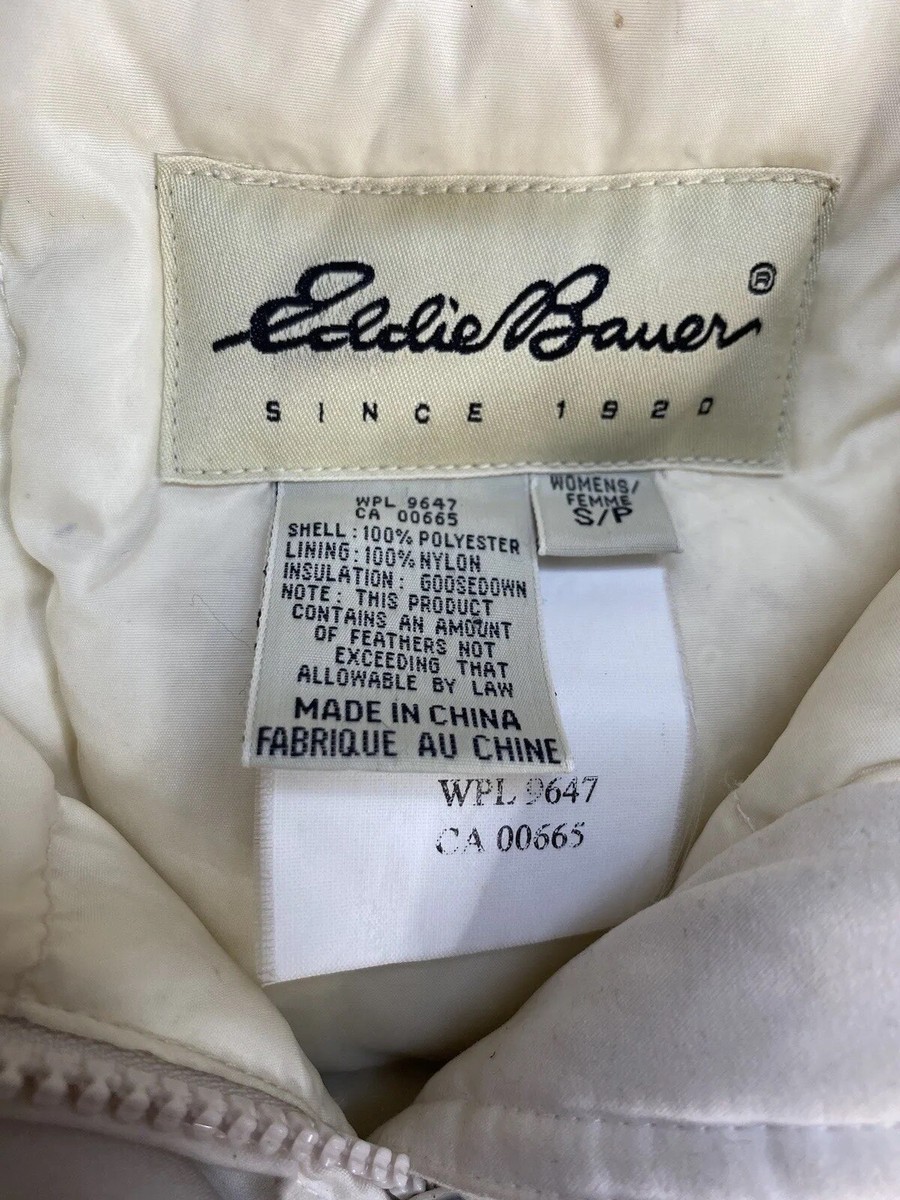 Eddie Bauer®
SINCE 1920
WPL 9647
CA 00665
SHELL: 100% POLYESTER
LINING: 100% NYLON
INSULATION: GOOSEDOWN
NOTE: THIS PRODUCT
CONTAINS AN AMOUNT
OF FEATHERS NOT
EXCEEDING THAT
ALLOWABLE BY LAW
MADE IN CHINA
FABRIQUE AU CHINE
WOMENS/
FEMME
S/P
WPL 9647
CA 00665